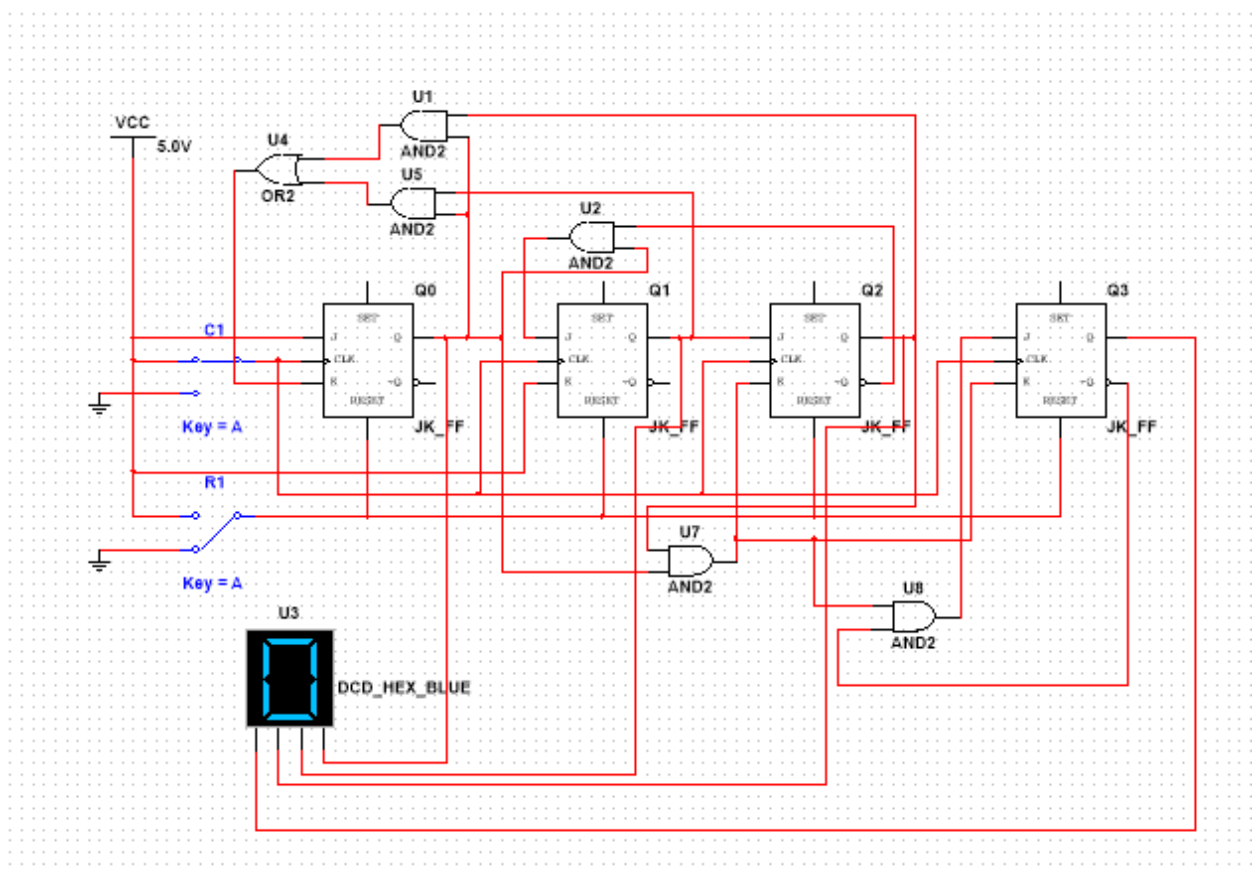 U1
VCC
5.0V
U4
AND2
U5
OR2
U2
AND2
AND2
Q0
Q1
Q2
Q3
SET
SET
SET
SET
C1
J
Q
J
Q
J
Q
J
Q
CLK
CLK
CLK
CLK
K
~Q
K
~Q
K
~Q
K
~Q
RESET
RESET
RESET
RESET
Key = A
JK_FF
JK_FF
JK_FF
JK_FF
R1
U7
Key = A
AND2
U8
U3
AND2
DCD_HEX_BLUE
0